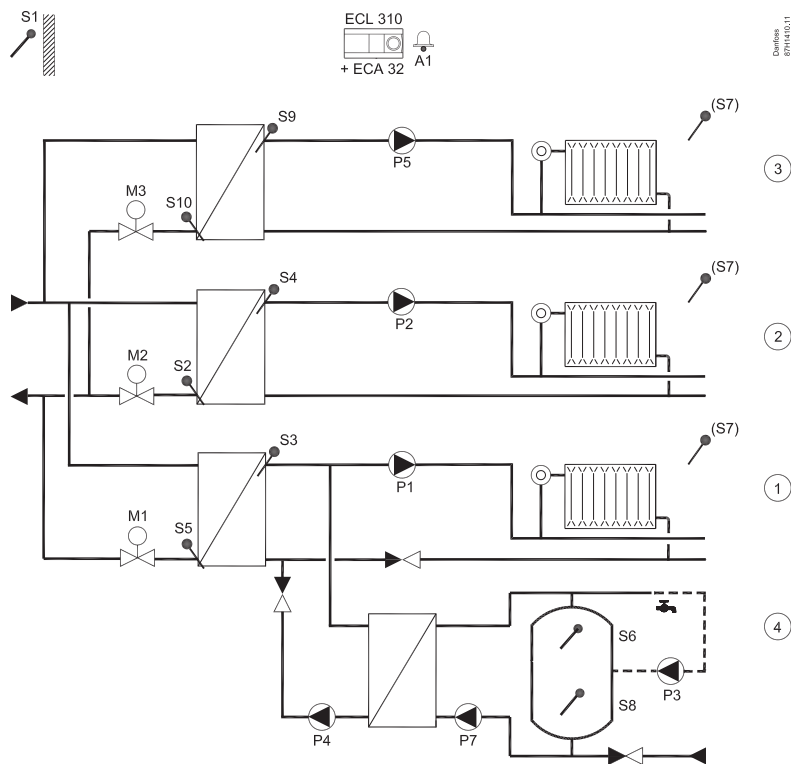 S1
ECL 310
+ ECA 32
A1
Danfoss
87H1410.11
S9
P5
(S7)
3
M3
S10
S4
P2
(S7)
2
M2
S2
S3
P1
(S7)
1
M1
S5
4
S6
P3
S8
P4
P7